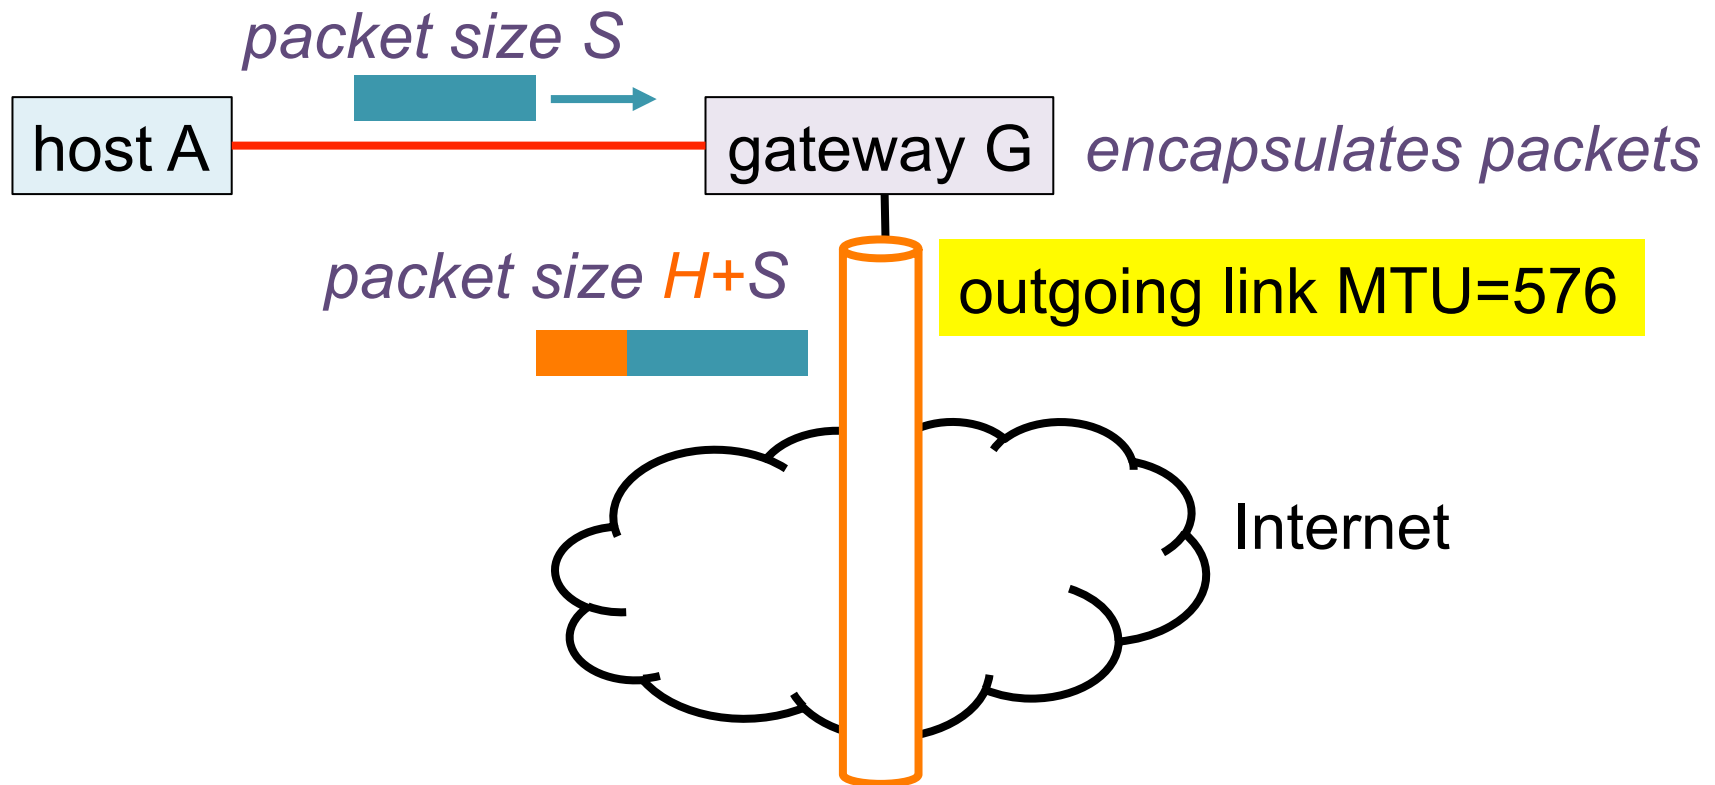 packet size S
host A
gateway G
encapsulates packets
packet size H+S
outgoing link MTU=576
Internet